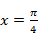 x = π/4